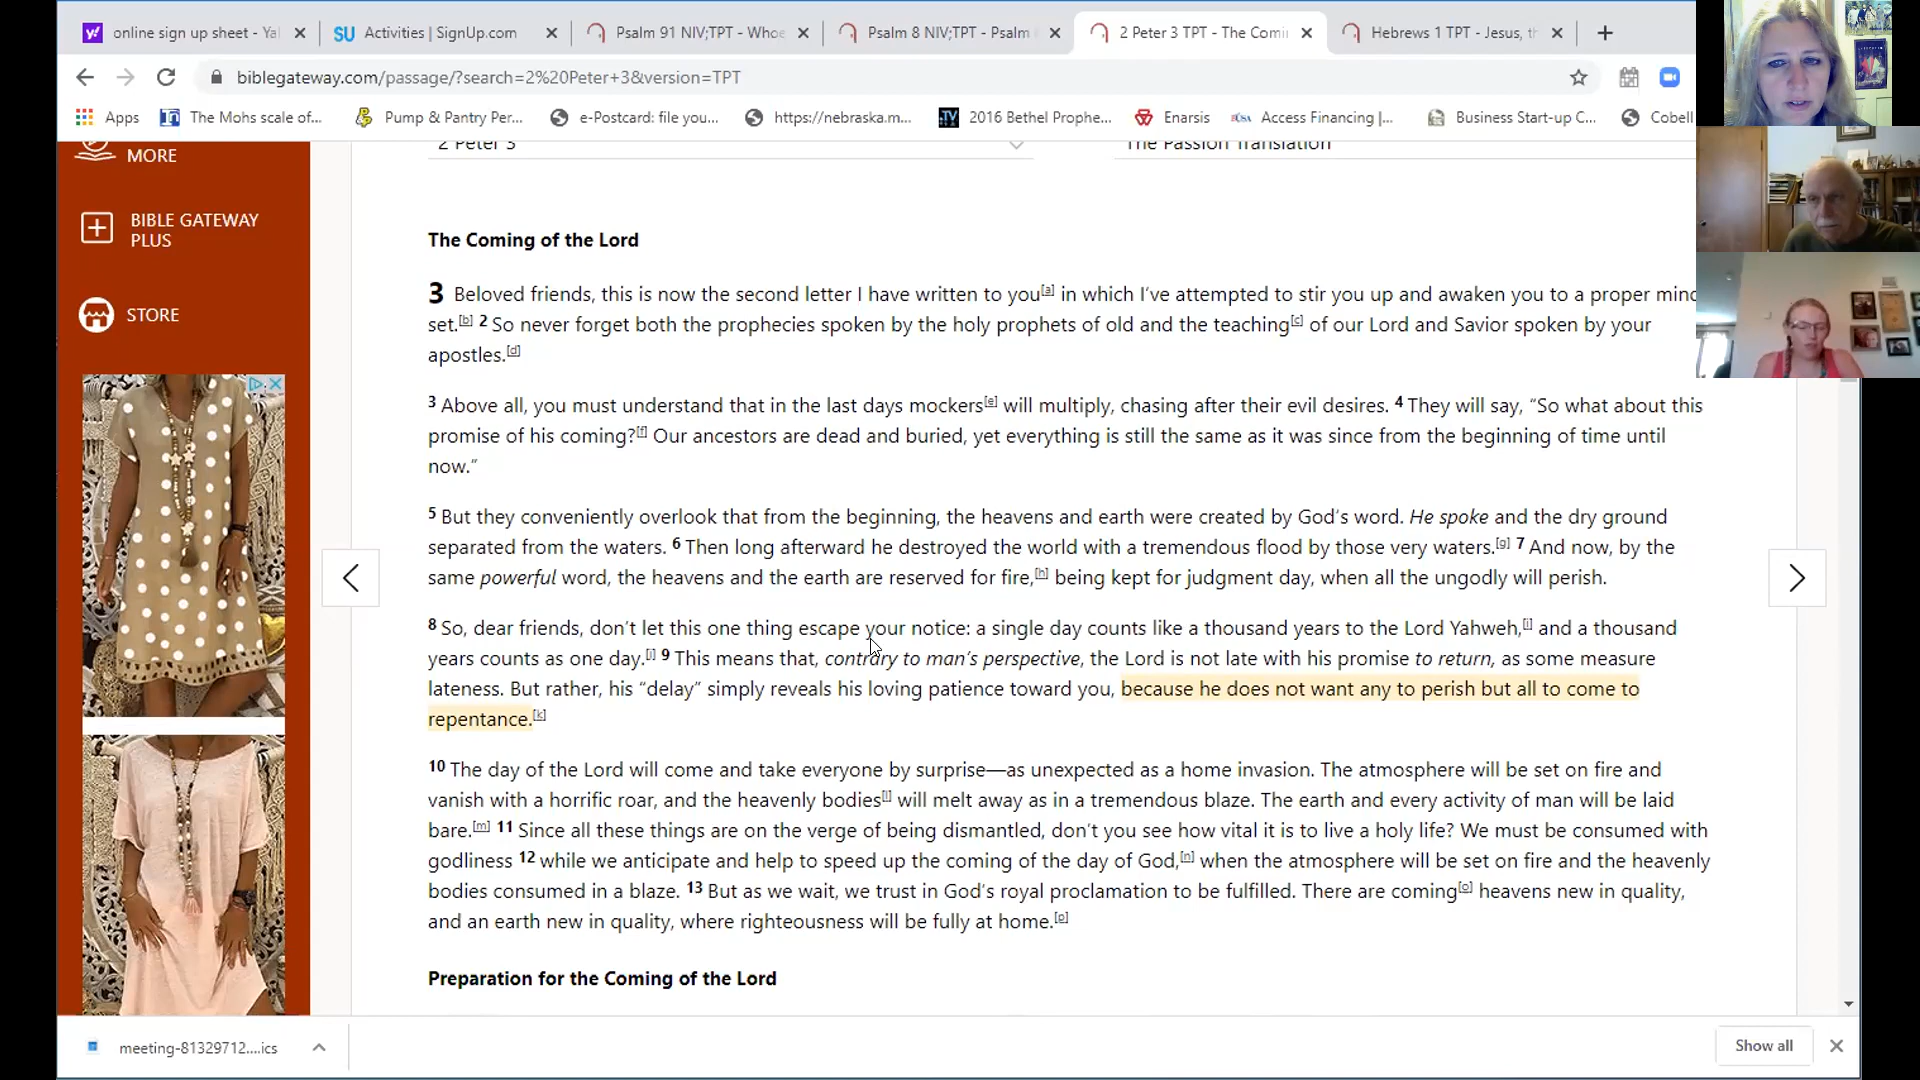 online sign up sheet - Ya
Activities | SignUp.com
Psalm 91 NIV;TPT - Whoe
Psalm 8 NIV;TPT - Psalm
2 Peter 3 TPT - The Comi
Hebrews 1 TPT - Jesus, th
biblegateway.com/passage/?search=2%20Peter+3&version=TPT
Apps
The Mohs scale of...
Pump & Pantry Per...
e-Postcard: file you...
https://nebraska.m...
2016 Bethel Prophe...
Enarsis
Access Financing |...
Business Start-up C...
Cobell
MORE
BIBLE GATEWAY
PLUS
STORE
2 Peter 3
The Passion Translation
The Coming of the Lord
3 Beloved friends, this is now the second letter I have written to you[a] in which I’ve attempted to stir you up and awaken you to a proper mind
set.[b] 2 So never forget both the prophecies spoken by the holy prophets of old and the teaching[c] of our Lord and Savior spoken by your
apostles.[d]
3 Above all, you must understand that in the last days mockers[e] will multiply, chasing after their evil desires. 4 They will say, “So what about this
promise of his coming?[f] Our ancestors are dead and buried, yet everything is still the same as it was since from the beginning of time until
now.”
5 But they conveniently overlook that from the beginning, the heavens and earth were created by God’s word. He spoke and the dry ground
separated from the waters. 6 Then long afterward he destroyed the world with a tremendous flood by those very waters.[g] 7 And now, by the
same powerful word, the heavens and the earth are reserved for fire,[h] being kept for judgment day, when all the ungodly will perish.
8 So, dear friends, don’t let this one thing escape your notice: a single day counts like a thousand years to the Lord Yahweh,[i] and a thousand
years counts as one day.[j] 9 This means that, contrary to man’s perspective, the Lord is not late with his promise to return, as some measure
lateness. But rather, his “delay” simply reveals his loving patience toward you, because he does not want any to perish but all to come to
repentance.[k]
10 The day of the Lord will come and take everyone by surprise—as unexpected as a home invasion. The atmosphere will be set on fire and
vanish with a horrific roar, and the heavenly bodies[l] will melt away as in a tremendous blaze. The earth and every activity of man will be laid
bare.[m] 11 Since all these things are on the verge of being dismantled, don’t you see how vital it is to live a holy life? We must be consumed with
godliness 12 while we anticipate and help to speed up the coming of the day of God,[n] when the atmosphere will be set on fire and the heavenly
bodies consumed in a blaze. 13 But as we wait, we trust in God’s royal proclamation to be fulfilled. There are coming[o] heavens new in quality,
and an earth new in quality, where righteousness will be fully at home.[p]
Preparation for the Coming of the Lord
meeting-81329712....ics
Show all